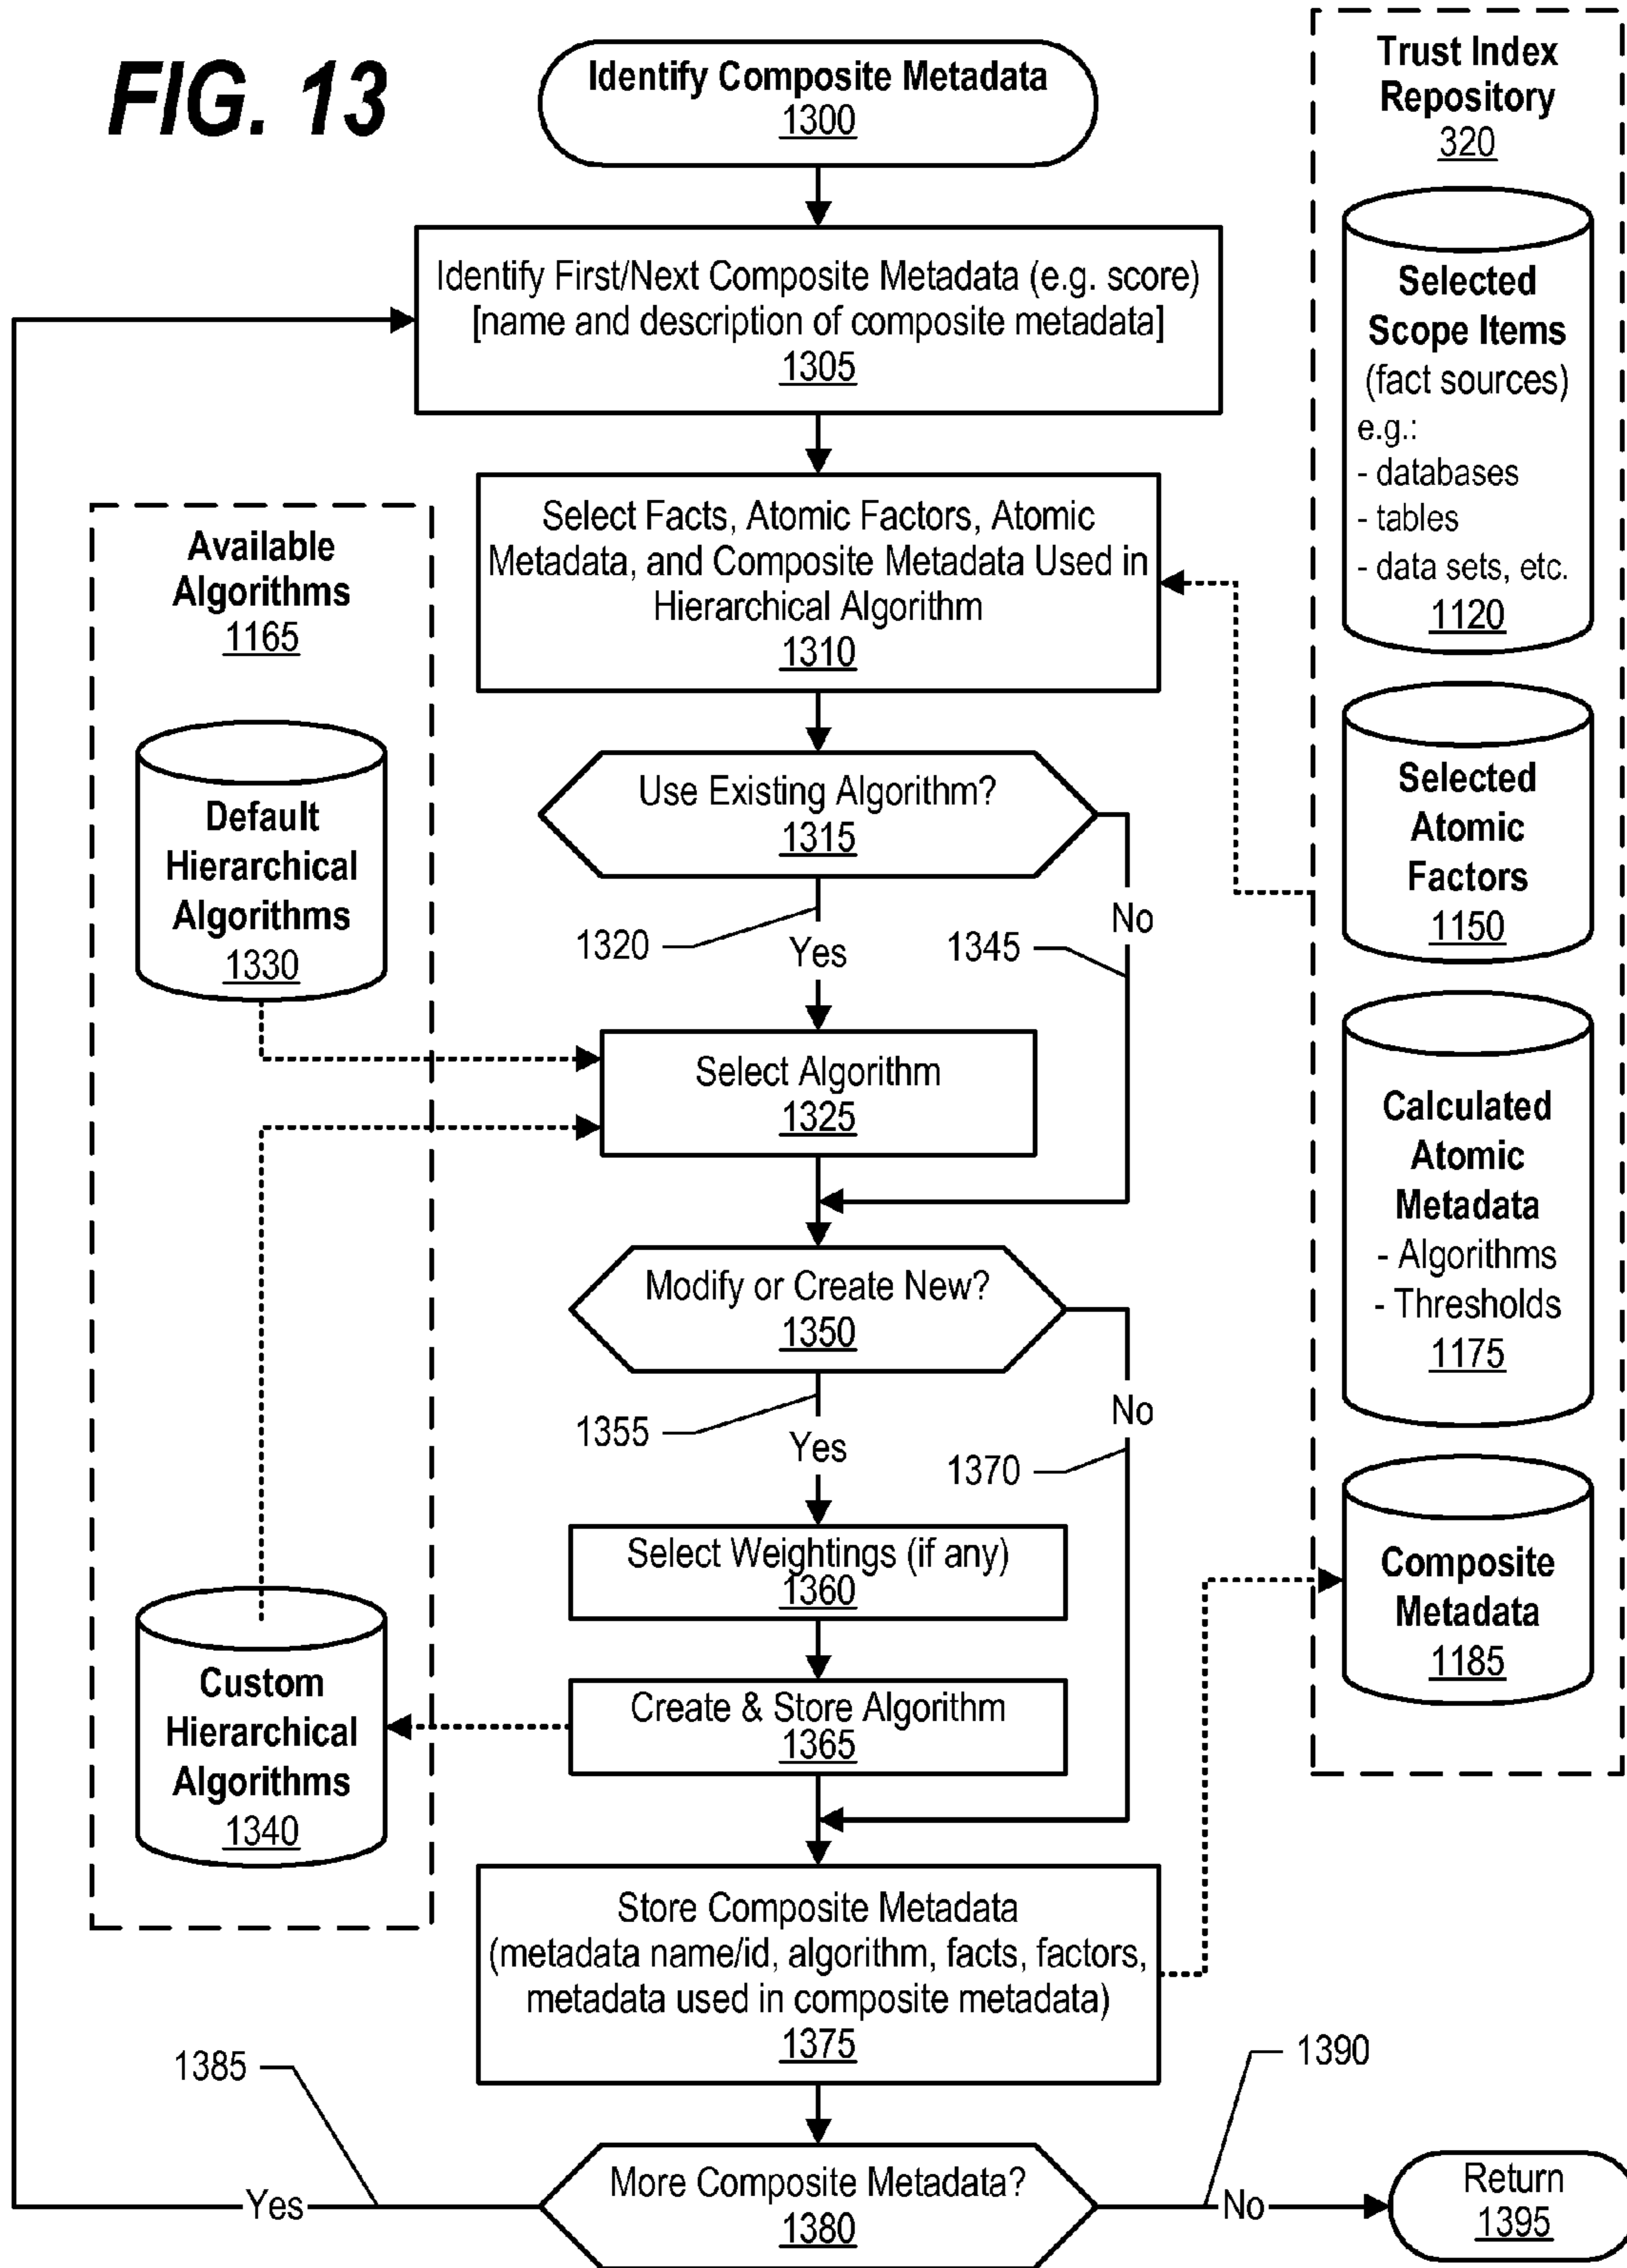 FIG. 13
Identify Composite Metadata
1300
Identify First/Next Composite Metadata (e.g. score)
[name and description of composite metadata]
1305
Select Facts, Atomic Factors, Atomic
Metadata, and Composite Metadata Used in
Hierarchical Algorithm
1310
Use Existing Algorithm?
1315
1320
Yes
1345
No
Select Algorithm
1325
Modify or Create New?
1350
1355
Yes
1370
No
Select Weightings (if any)
1360
Create & Store Algorithm
1365
Store Composite Metadata
(metadata name/id, algorithm, facts, factors,
metadata used in composite metadata)
1375
More Composite Metadata?
1380
1385
Yes
1390
No
Return
1395
Available
Algorithms
1165
Default
Hierarchical
Algorithms
1330
Custom
Hierarchical
Algorithms
1340
Trust Index
Repository
320
Selected
Scope Items
(fact sources)
e.g.:
- databases
- tables
- data sets, etc.
1120
Selected
Atomic
Factors
1150
Calculated
Atomic
Metadata
- Algorithms
- Thresholds
1175
Composite
Metadata
1185